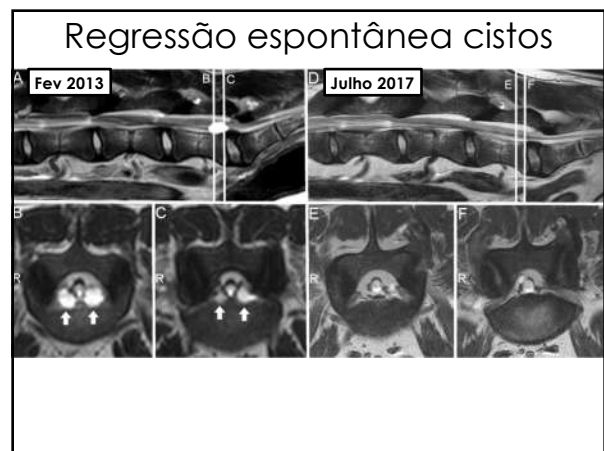 Regressão espontânea cistos
A Fev 2013 B C D Julho 2017 E F
B C E F
R R R R